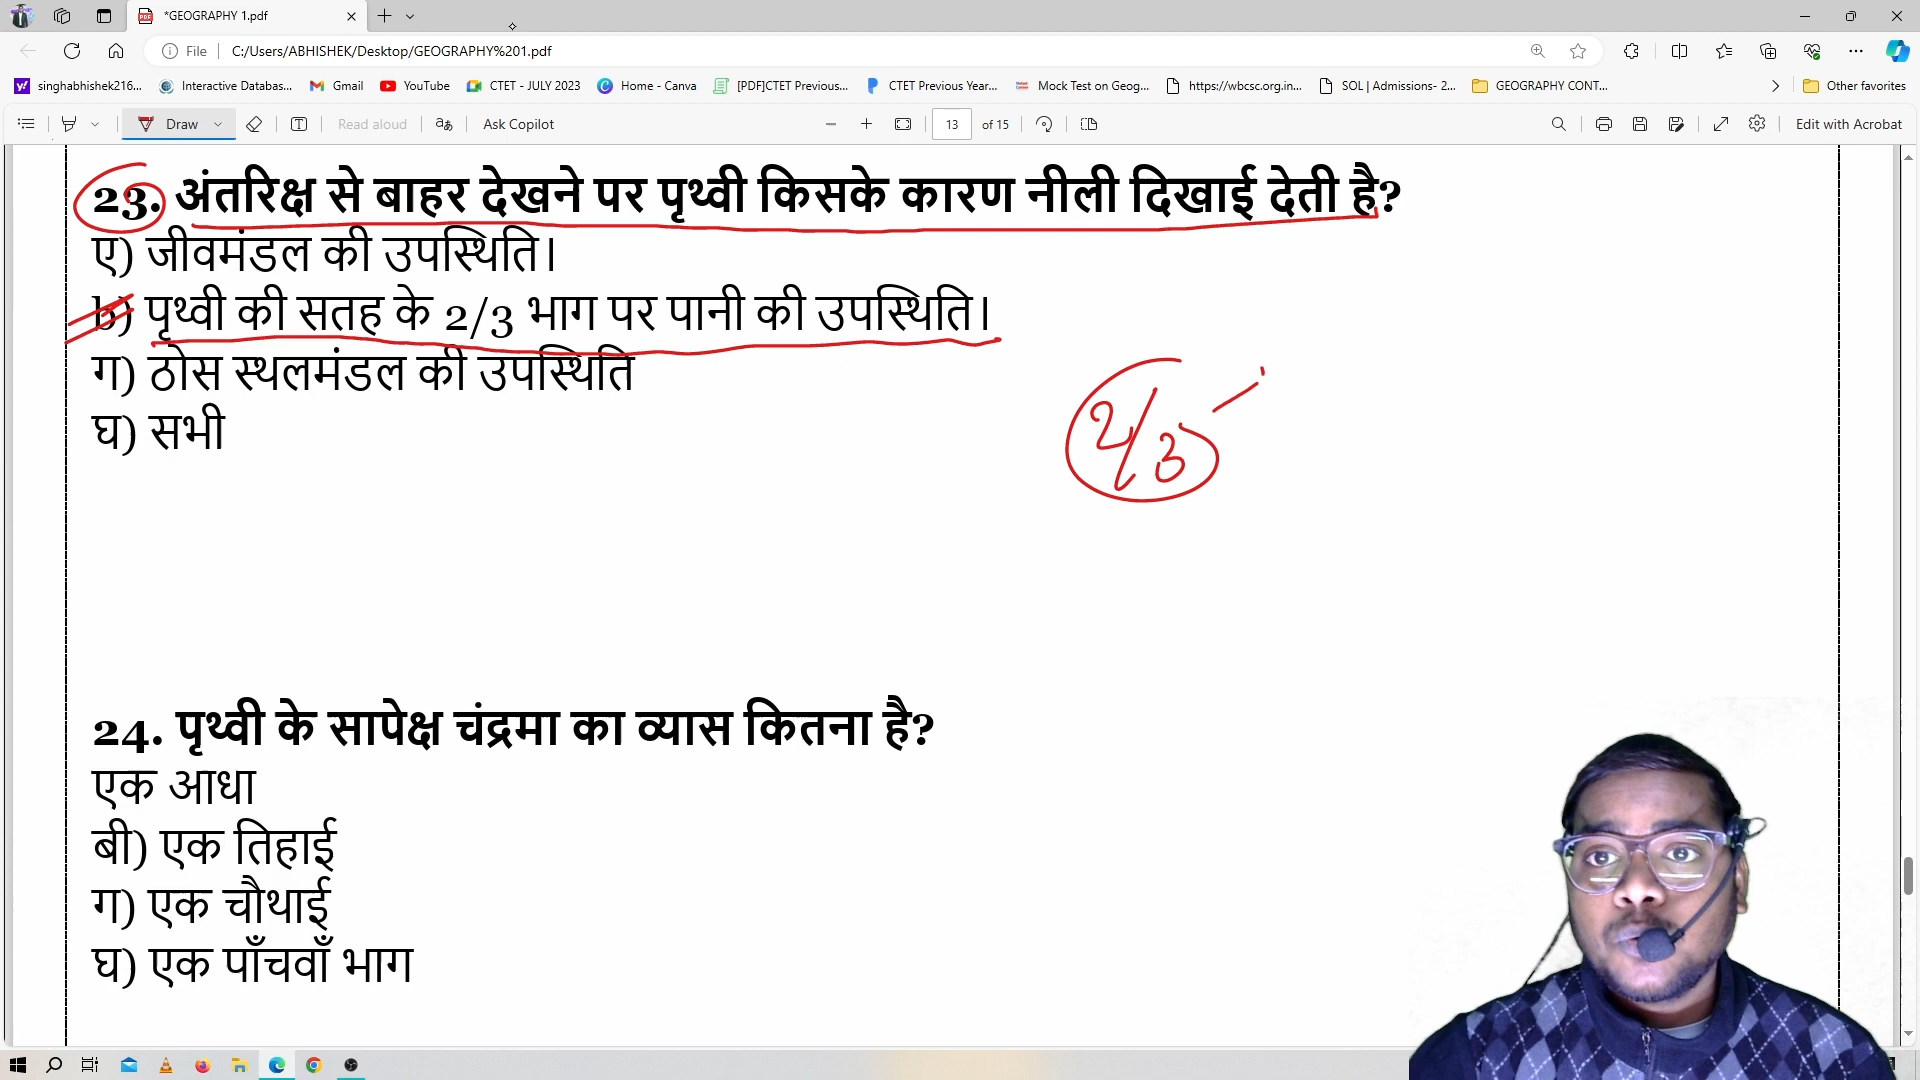 *GEOGRAPHY 1.pdf
File
C:/Users/ABHISHEK/Desktop/GEOGRAPHY%201.pdf
singhabhishek216...
Interactive Databas...
Gmail
YouTube
CTET - JULY 2023
Home - Canva
[PDF]CTET Previous...
CTET Previous Year...
Mock Test on Geog...
https://wbcsc.org.in...
SOL | Admissions- 2...
GEOGRAPHY CONT...
Other favorites
Draw
Read aloud
Ask Copilot
13 of 15
Edit with Acrobat
23. अंतरिक्ष से बाहर देखने पर पृथ्वी किसके कारण नीली दिखाई देती है?
ए) जीवमंडल की उपस्थिति।
b) पृथ्वी की सतह के 2/3 भाग पर पानी की उपस्थिति।
ग) ठोस स्थलमंडल की उपस्थिति
घ) सभी
2/3
24. पृथ्वी के सापेक्ष चंद्रमा का व्यास कितना है?
एक आधा
बी) एक तिहाई
ग) एक चौथाई
घ) एक पाँचवाँ भाग